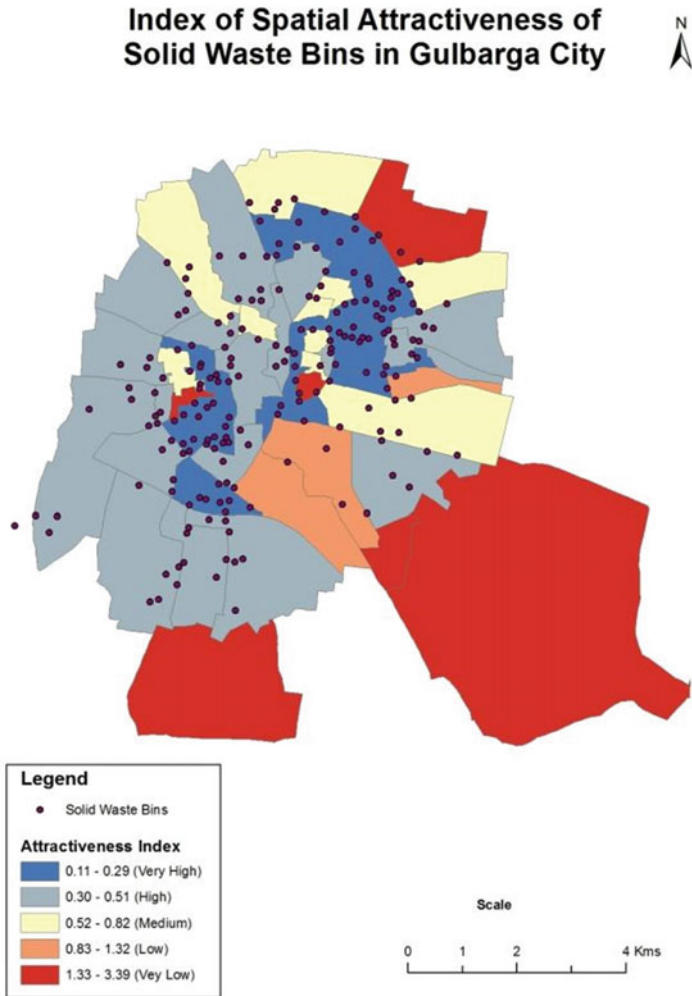 Index of Spatial Attractiveness of
Solid Waste Bins in Gulbarga City
N
Legend
Solid Waste Bins
Attractiveness Index
0.11 - 0.29 (Very High)
0.30 - 0.51 (High)
0.52 - 0.82 (Medium)
0.83 - 1.32 (Low)
1.33 - 3.39 (Vey Low)
Scale
0 1 2 4 Kms